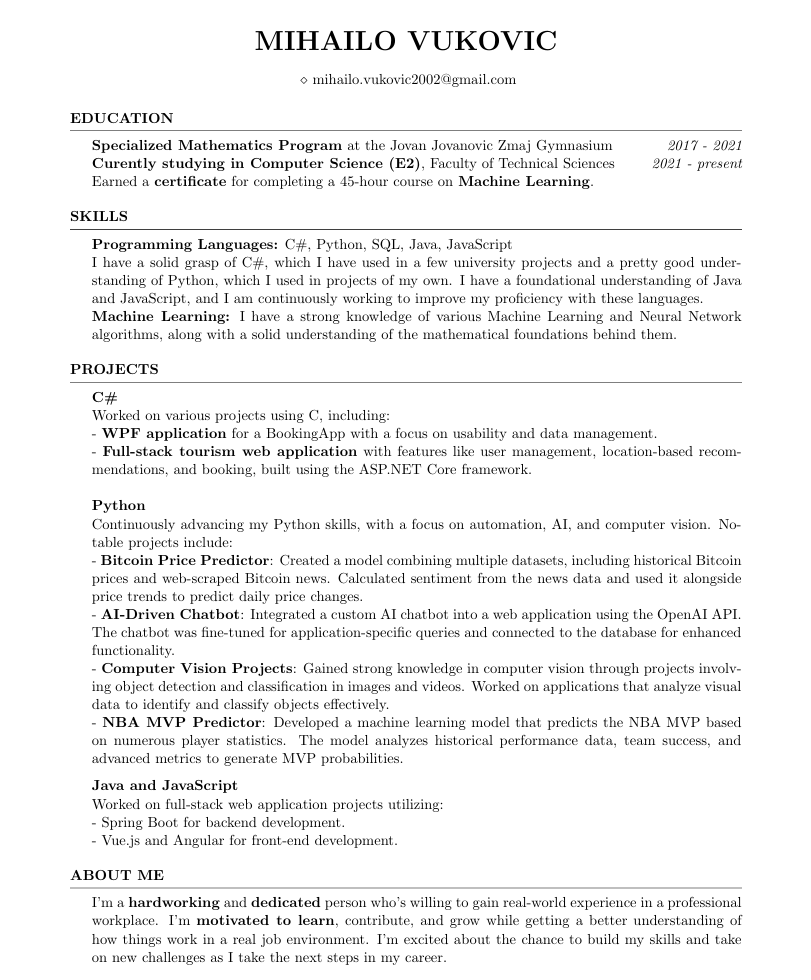 MIHAILO VUKOVIC
⋄ mihailo.vukovic2002@gmail.com
EDUCATION
Specialized Mathematics Program at the Jovan Jovanovic Zmaj Gymnasium 2017 - 2021
Curently studying in Computer Science (E2), Faculty of Technical Sciences 2021 - present
Earned a certificate for completing a 45-hour course on Machine Learning.
SKILLS
Programming Languages: C#, Python, SQL, Java, JavaScript
I have a solid grasp of C#, which I have used in a few university projects and a pretty good under-
standing of Python, which I used in projects of my own. I have a foundational understanding of Java
and JavaScript, and I am continuously working to improve my proficiency with these languages.
Machine Learning: I have a strong knowledge of various Machine Learning and Neural Network
algorithms, along with a solid understanding of the mathematical foundations behind them.
PROJECTS
C#
Worked on various projects using C, including:
- WPF application for a BookingApp with a focus on usability and data management.
- Full-stack tourism web application with features like user management, location-based recom-
mendations, and booking, built using the ASP.NET Core framework.
Python
Continuously advancing my Python skills, with a focus on automation, AI, and computer vision. No-
table projects include:
- Bitcoin Price Predictor: Created a model combining multiple datasets, including historical Bitcoin
prices and web-scraped Bitcoin news. Calculated sentiment from the news data and used it alongside
price trends to predict daily price changes.
- AI-Driven Chatbot: Integrated a custom AI chatbot into a web application using the OpenAI API.
The chatbot was fine-tuned for application-specific queries and connected to the database for enhanced
functionality.
- Computer Vision Projects: Gained strong knowledge in computer vision through projects involv-
ing object detection and classification in images and videos. Worked on applications that analyze visual
data to identify and classify objects effectively.
- NBA MVP Predictor: Developed a machine learning model that predicts the NBA MVP based
on numerous player statistics. The model analyzes historical performance data, team success, and
advanced metrics to generate MVP probabilities.
Java and JavaScript
Worked on full-stack web application projects utilizing:
- Spring Boot for backend development.
- Vue.js and Angular for front-end development.
ABOUT ME
I'm a hardworking and dedicated person who's willing to gain real-world experience in a professional
workplace. I'm motivated to learn, contribute, and grow while getting a better understanding of
how things work in a real job environment. I'm excited about the chance to build my skills and take
on new challenges as I take the next steps in my career.